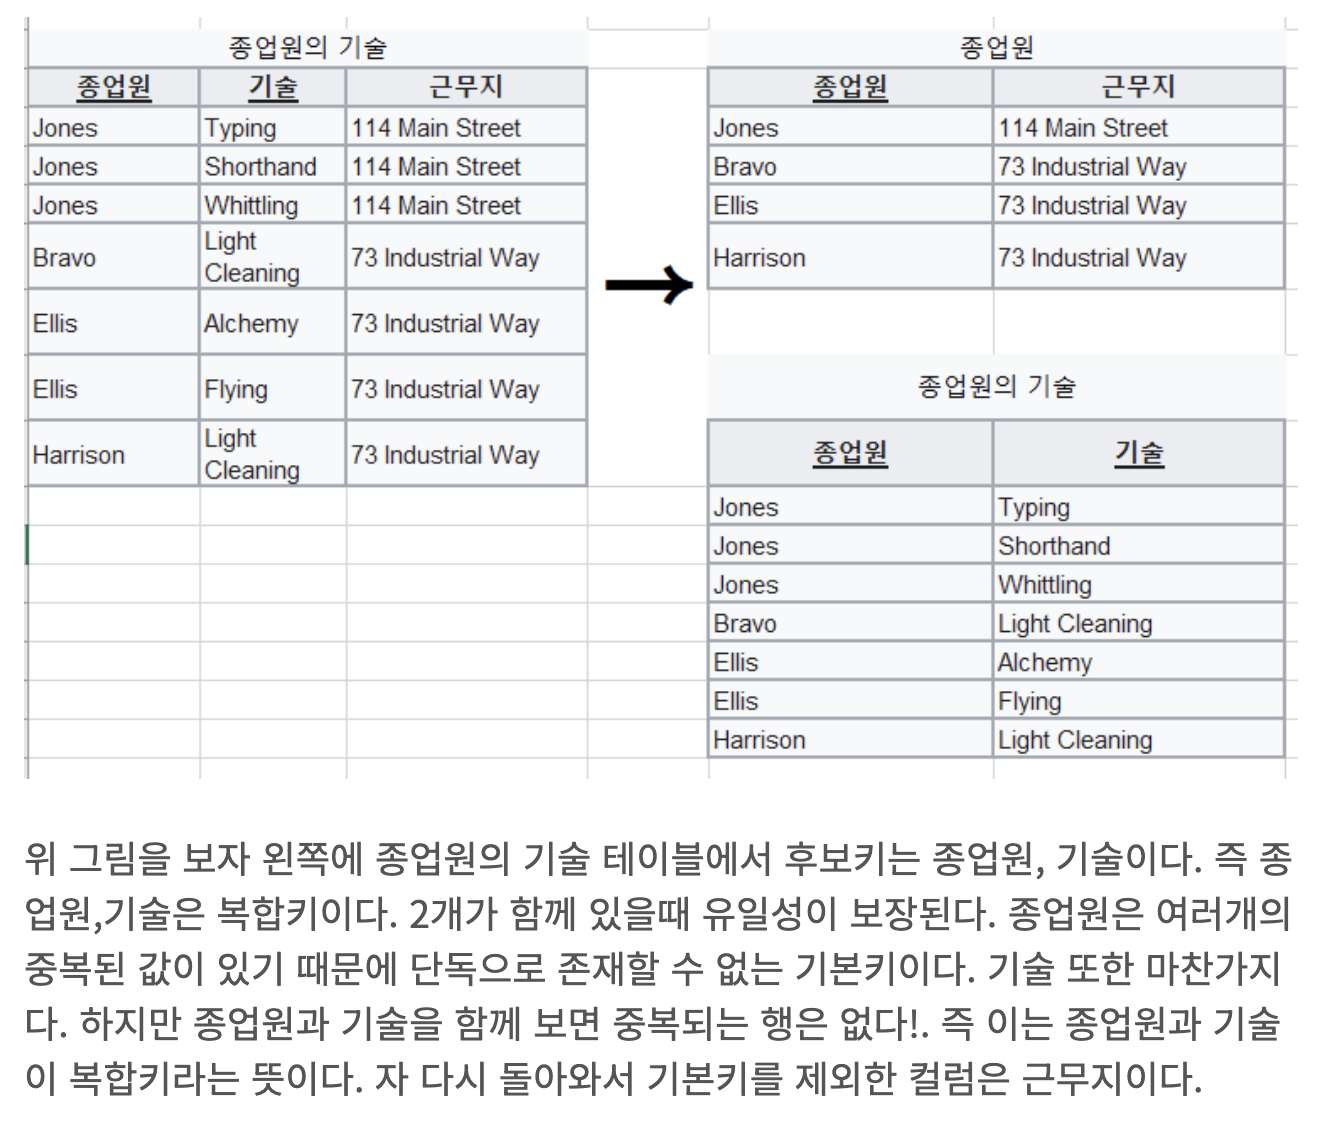 종업원의 기술
종업원 기술 근무지
Jones Typing 114 Main Street
Jones Shorthand 114 Main Street
Jones Whittling 114 Main Street
Bravo Light Cleaning 73 Industrial Way
Ellis Alchemy 73 Industrial Way
Ellis Flying 73 Industrial Way
Harrison Light Cleaning 73 Industrial Way
종업원
종업원 근무지
Jones 114 Main Street
Bravo 73 Industrial Way
Ellis 73 Industrial Way
Harrison 73 Industrial Way
종업원의 기술
종업원 기술
Jones Typing
Jones Shorthand
Jones Whittling
Bravo Light Cleaning
Ellis Alchemy
Ellis Flying
Harrison Light Cleaning
위 그림을 보자 왼쪽에 종업원의 기술 테이블에서 후보키는 종업원, 기술이다. 즉 종
업원,기술은 복합키이다. 2개가 함께 있을때 유일성이 보장된다. 종업원은 여러개의
중복된 값이 있기 때문에 단독으로 존재할 수 없는 기본키이다. 기술 또한 마찬가지
다. 하지만 종업원과 기술을 함께 보면 중복되는 행은 없다!. 즉 이는 종업원과 기술
이 복합키라는 뜻이다. 자 다시 돌아와서 기본키를 제외한 컬럼은 근무지이다.